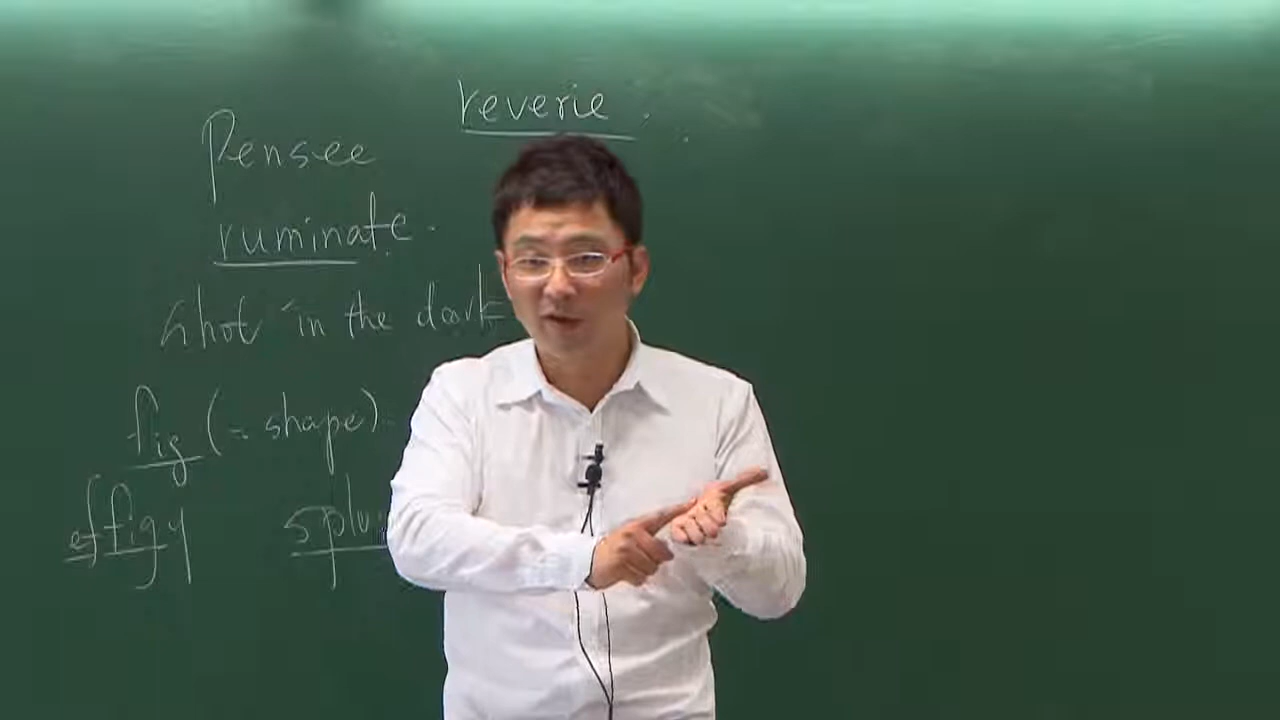 reverie.
Pensee
ruminate.
shot in the dark
fig (= shape)
effigy